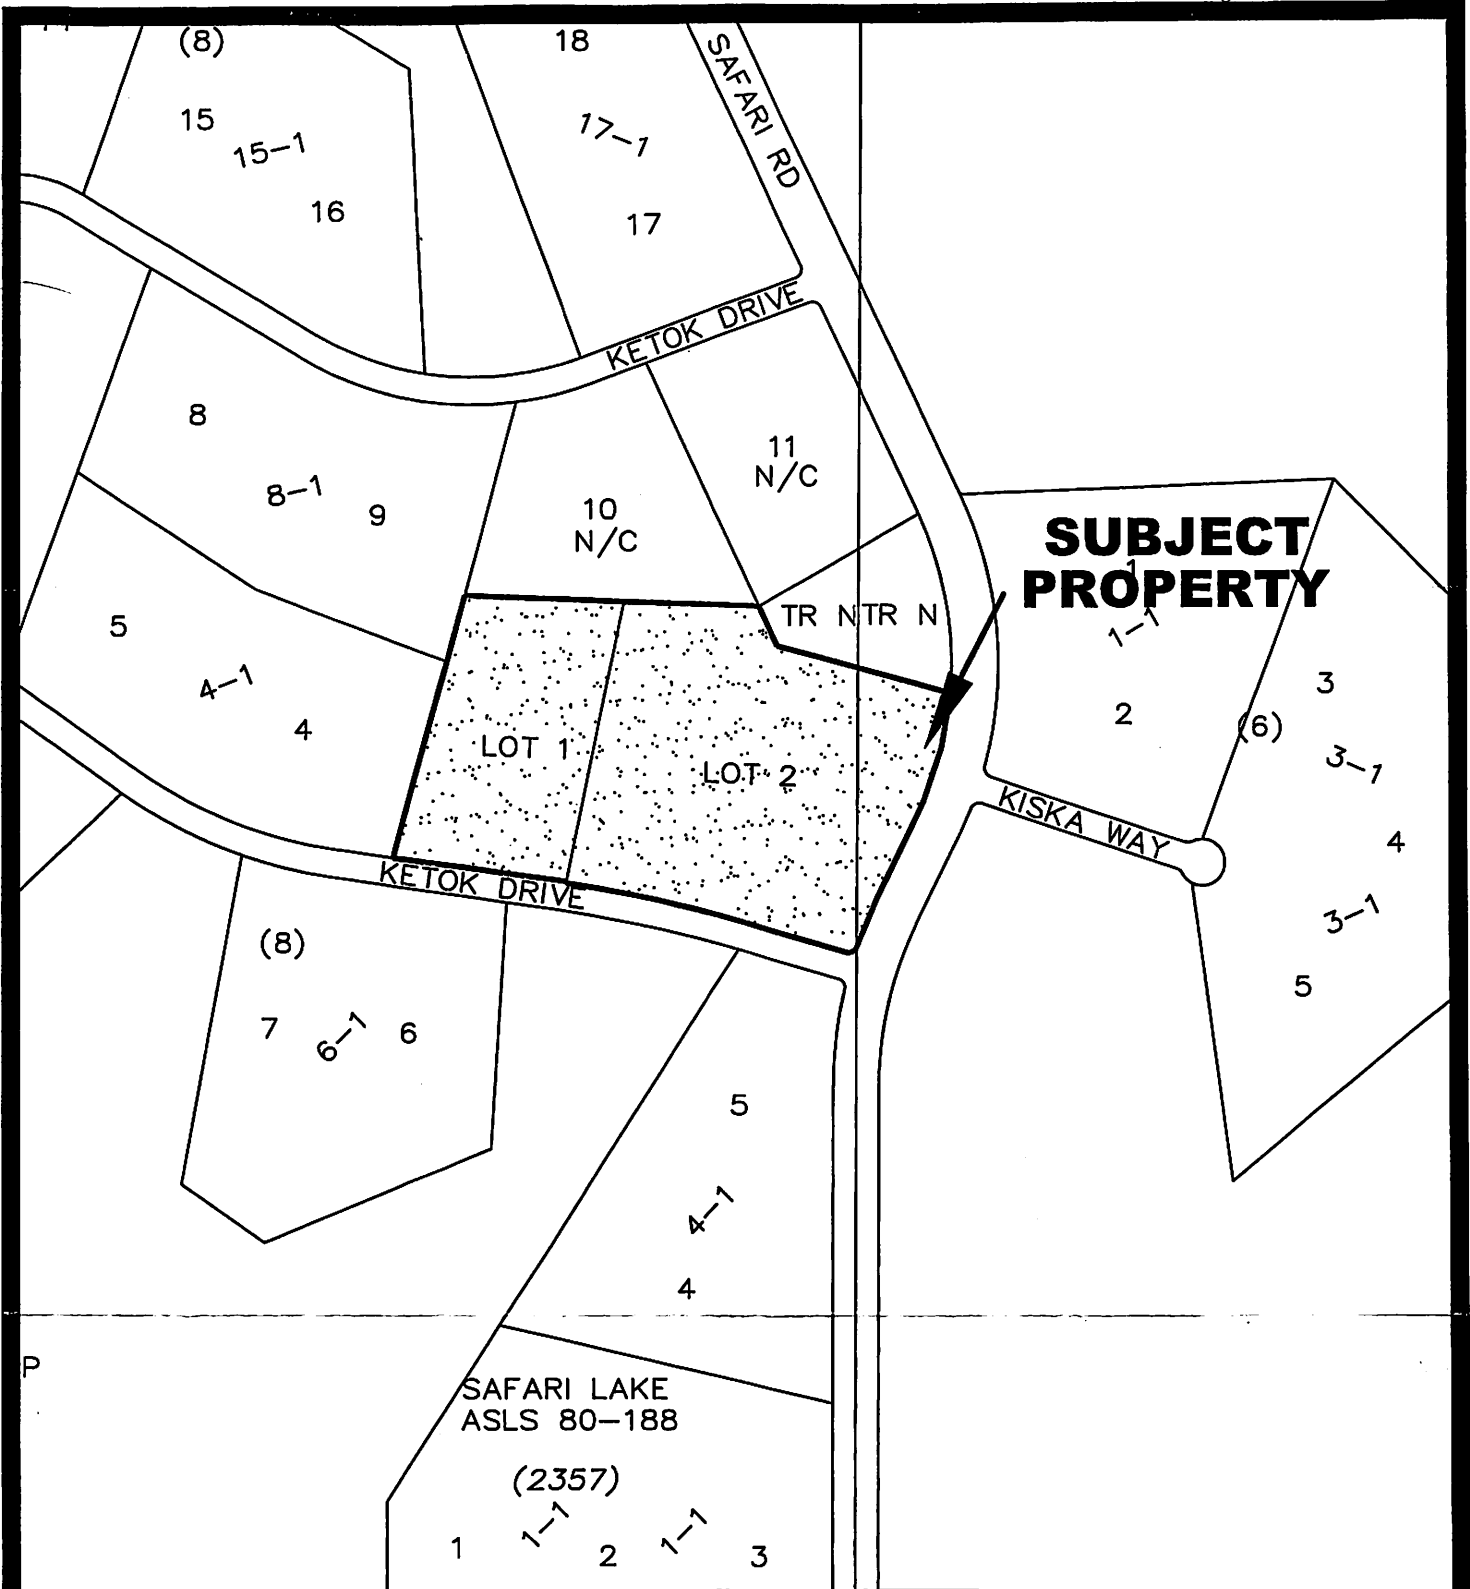 (8)
18
SAFARI RD
15
15-1
17-1
16
17
KETOK DRIVE
8
8-1
9
11
N/C
10
N/C
SUBJECT
PROPERTY
1
1-1
TR N
TR N
5
4-1
4
2
3
(6)
3-1
LOT 1
LOT 2
KISKA WAY
4
KETOK DRIVE
3-1
5
(8)
7
6-1
6
5
4-1
4
P
SAFARI LAKE
ASLS 80-188
(2357)
1
1-1
2
1-1
3